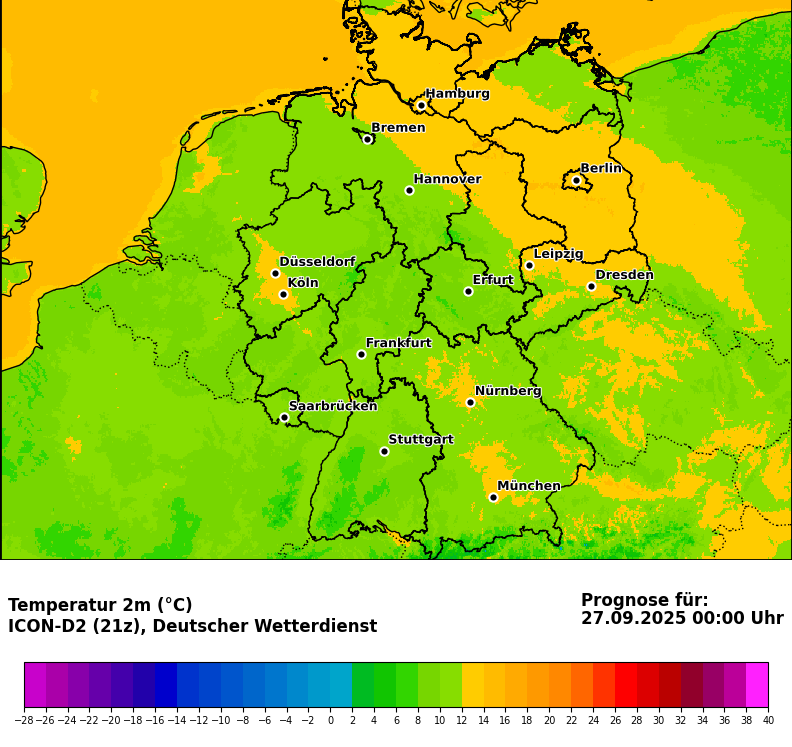 Hamburg
Bremen
Berlin
Hannover
Leipzig
Düsseldorf
Dresden
Köln
Erfurt
Frankfurt
Nürnberg
Saarbrücken
Stuttgart
München
Temperatur 2m (°C)
ICON-D2 (21z), Deutscher Wetterdienst
Prognose für:
27.09.2025 00:00 Uhr
−28 −26 −24 −22 −20 −18 −16 −14 −12 −10 −8 −6 −4 −2 0 2 4 6 8 10 12 14 16 18 20 22 24 26 28 30 32 34 36 38 40